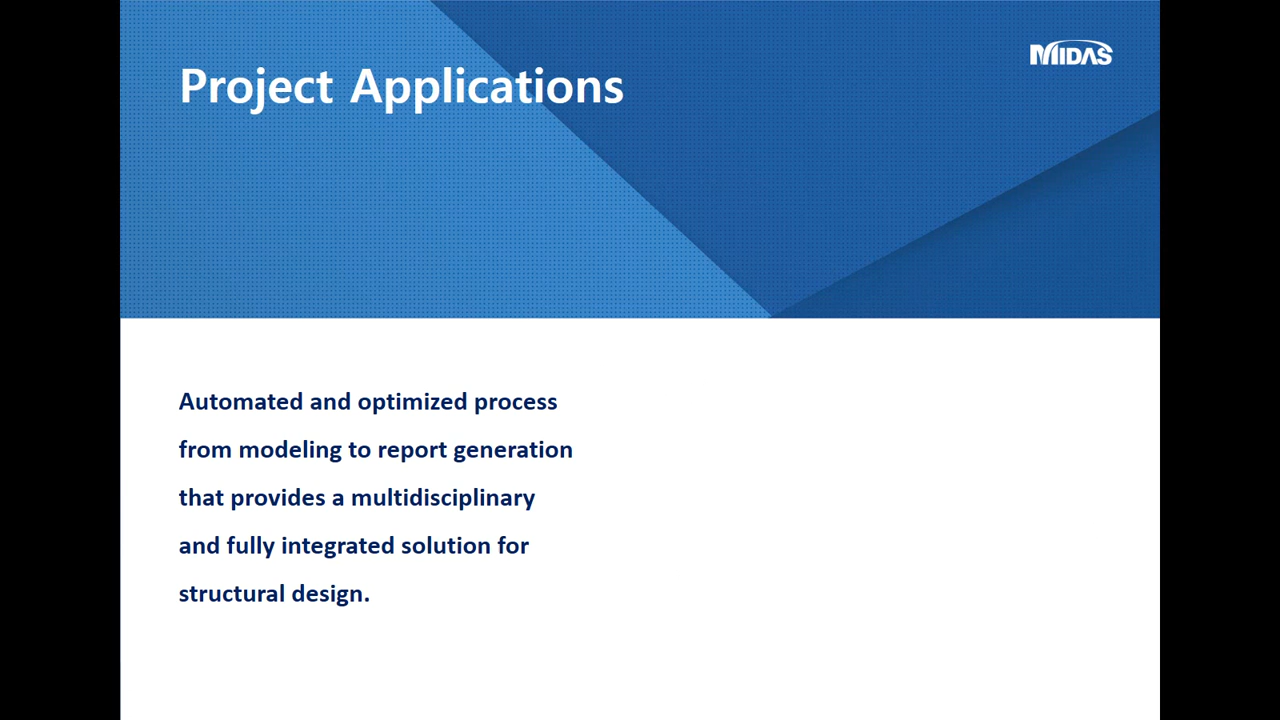 Project Applications
MIDAS
Automated and optimized process
from modeling to report generation
that provides a multidisciplinary
and fully integrated solution for
structural design.